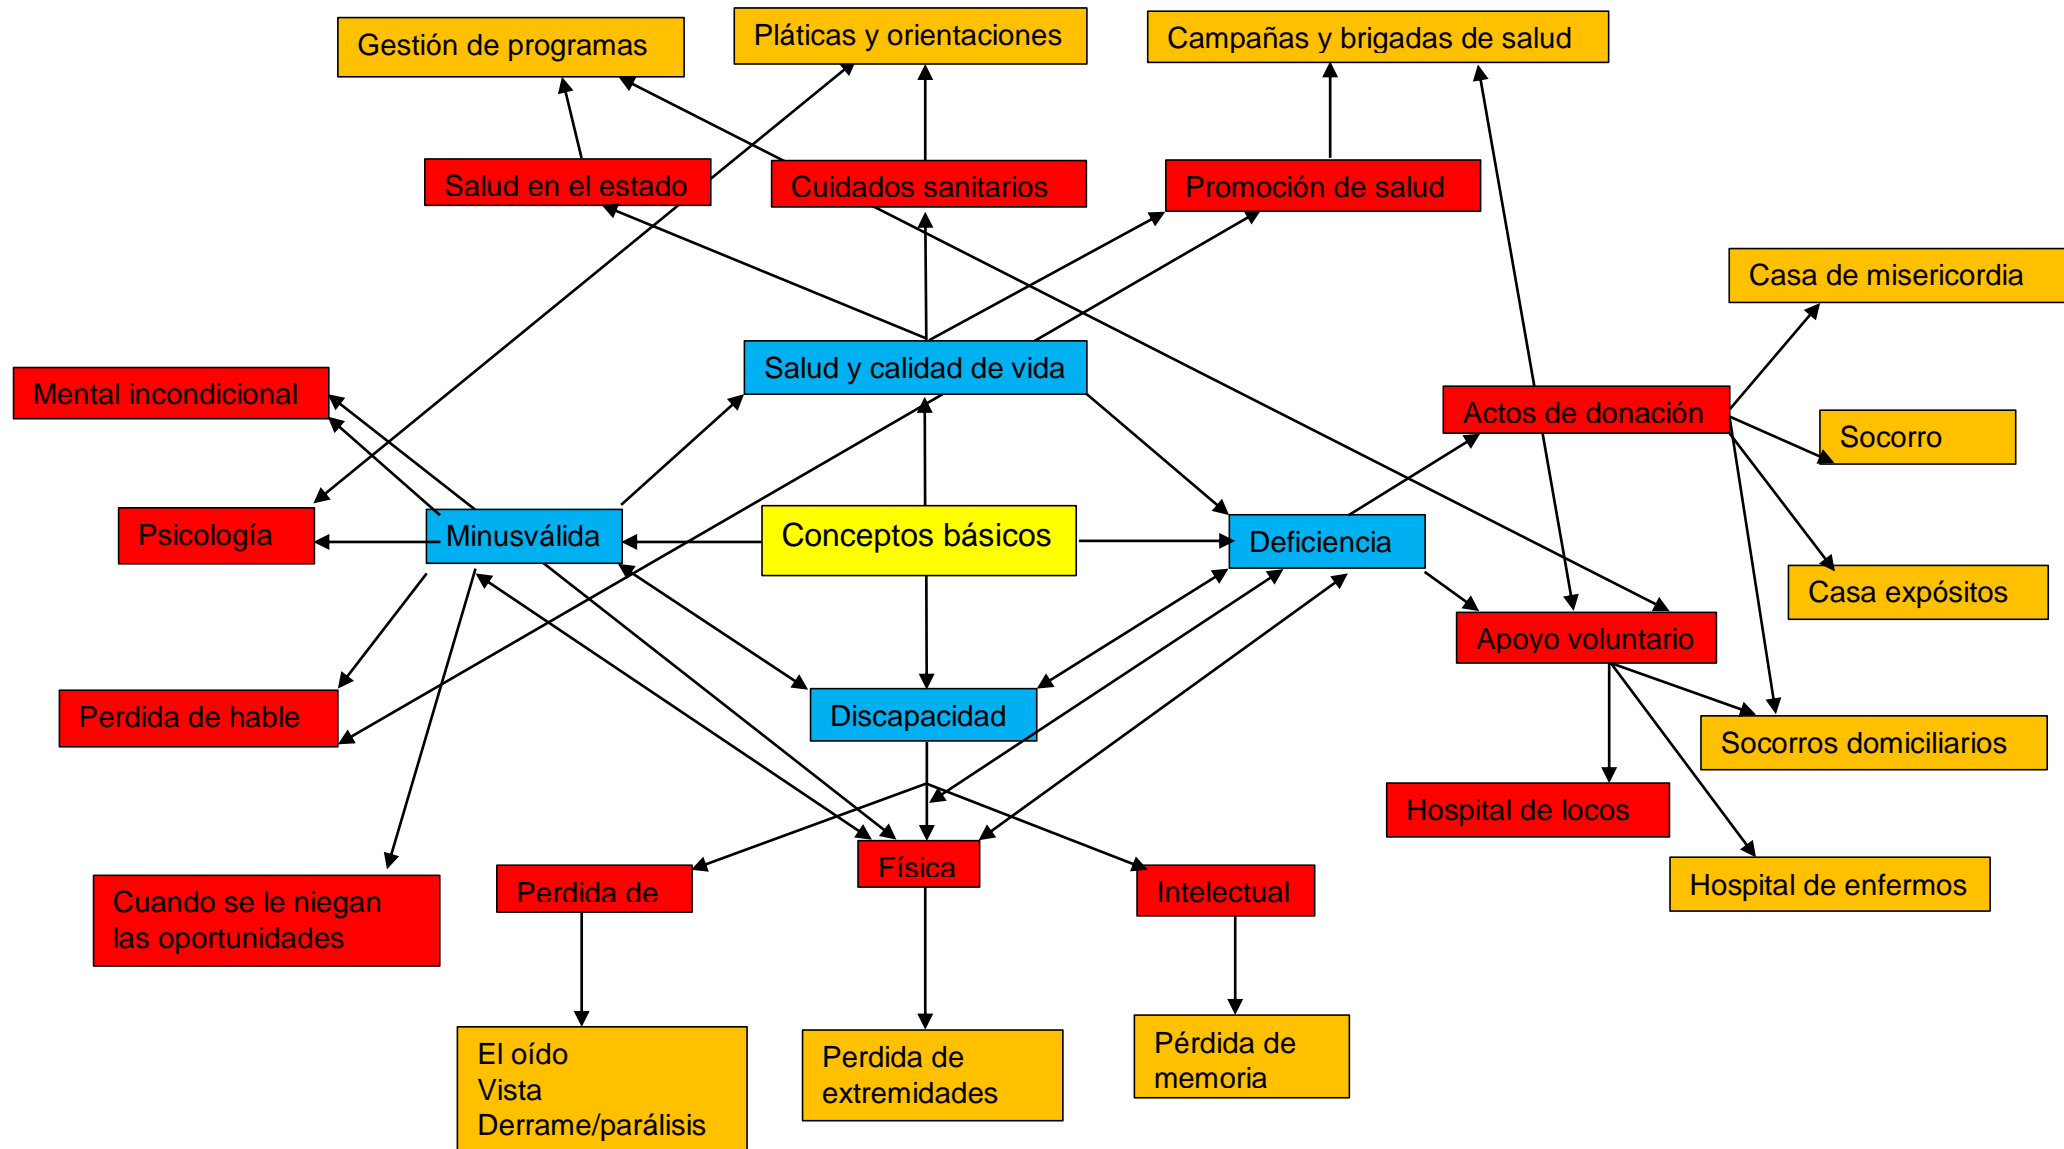 Gestión de programas
Pláticas y orientaciones
Campañas y brigadas de salud
Salud en el estado
Cuidados sanitarios
Promoción de salud
Casa de misericordia
Salud y calidad de vida
Mental incondicional
Actos de donación
Socorro
Psicología
Minusválida
Conceptos básicos
Deficiencia
Casa expósitos
Apoyo voluntario
Perdida de hable
Discapacidad
Socorros domiciliarios
Hospital de locos
Física
Perdida de
Intelectual
Hospital de enfermos
Cuando se le niegan
las oportunidades
El oído
Vista
Derrame/parálisis
Perdida de
extremidades
Pérdida de
memoria